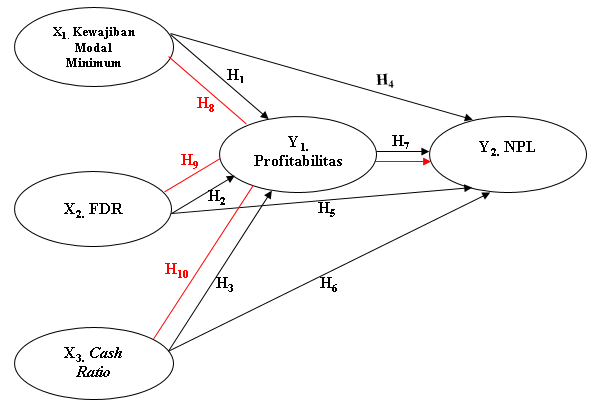 X1. Kewajiban
Modal
Minimum
H1
H4
H8
Y1.
Profitabilitas
H7
Y2. NPL
H9
X2. FDR
H2
H5
H10
H3
H6
X3. Cash
Ratio